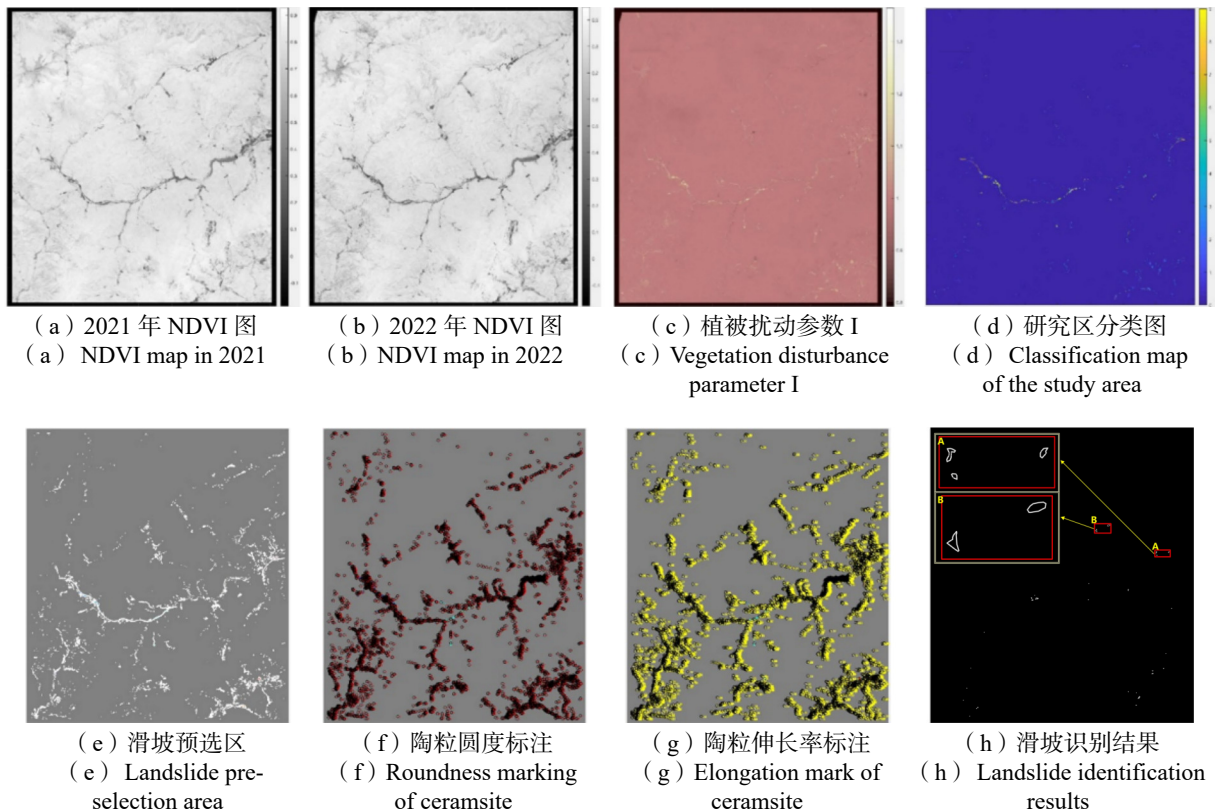 (a)2021 年 NDVI 图
(a) NDVI map in 2021
(b)2022 年 NDVI 图
(b)NDVI map in 2022
(c)植被扰动参数 I
(c)Vegetation disturbance
parameter I
(d)研究区分类图
(d) Classification map
of the study area
A
B
B
A
(e)滑坡预选区
(e) Landslide pre-
selection area
(f)陶粒圆度标注
(f)Roundness marking
of ceramsite
(g)陶粒伸长率标注
(g)Elongation mark of
ceramsite
(h)滑坡识别结果
(h) Landslide identification
results